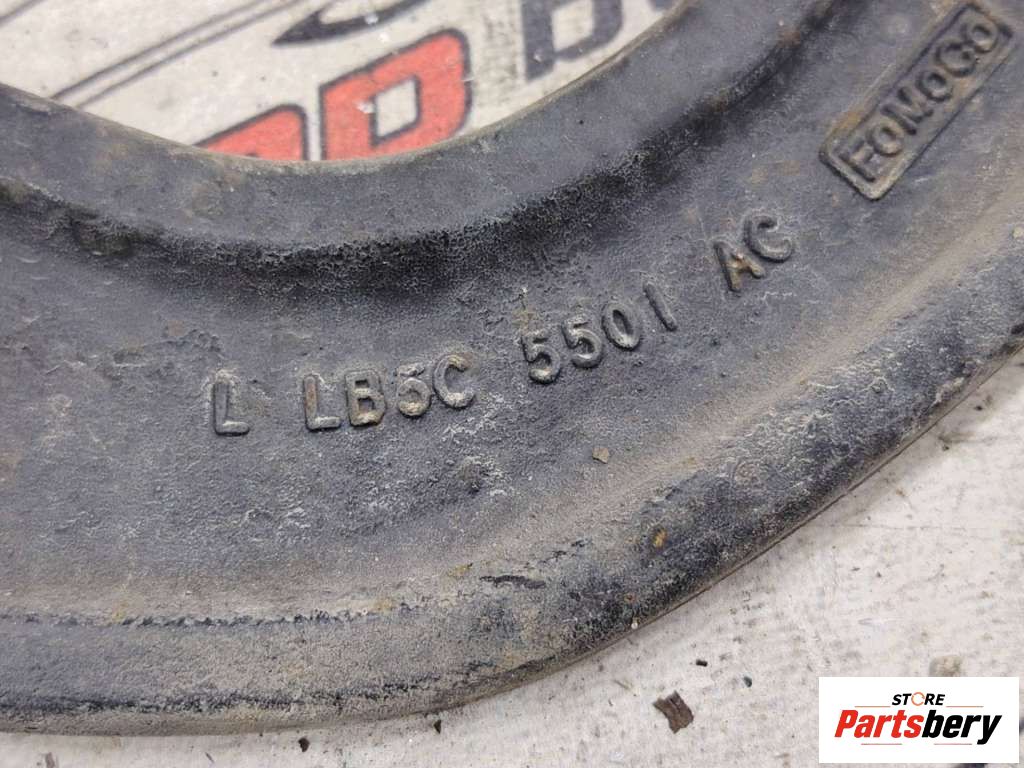 FOMOCO
L LB5C 5501 AC
STORE
Partsbery